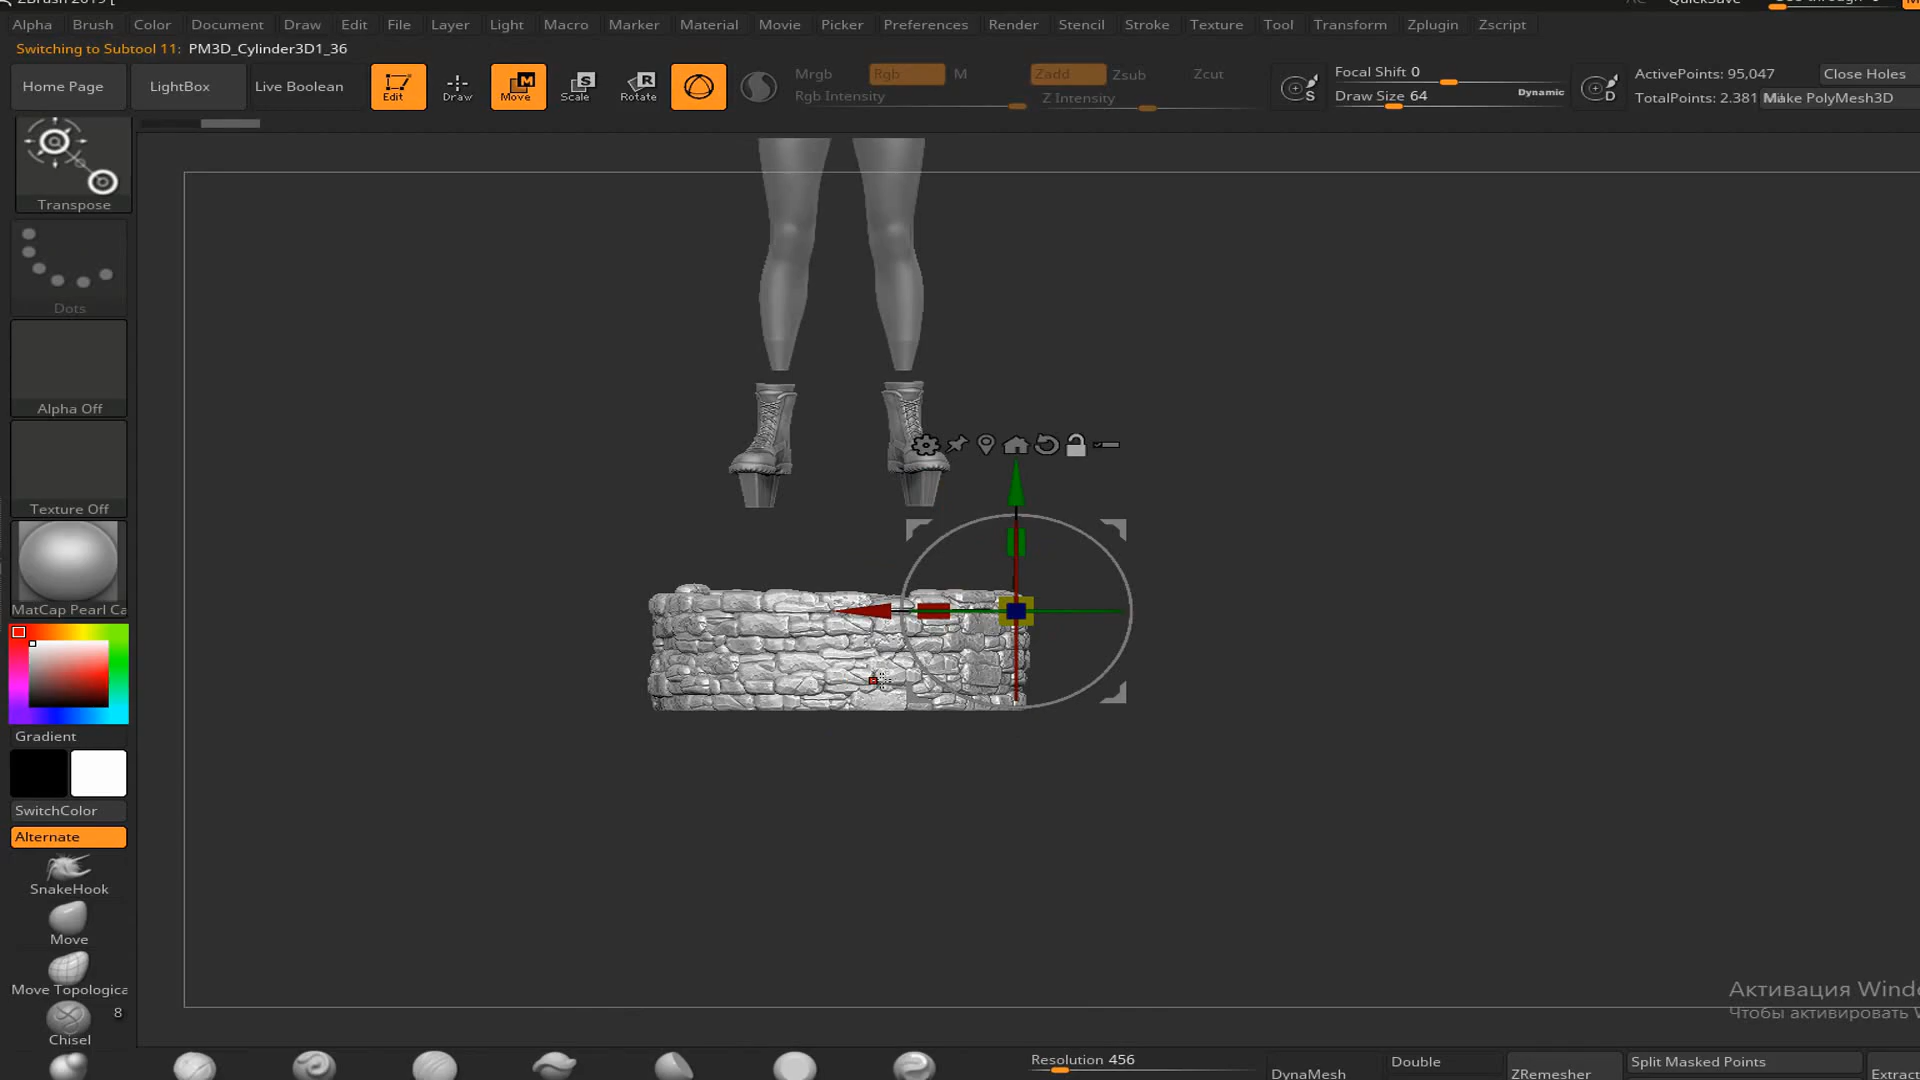 ZBrush 2019 [
QuickSave
Alpha Brush Color Document Draw Edit File Layer Light Macro Marker Material Movie Picker Preferences Render Stencil Stroke Texture Tool Transform Zplugin Zscript
Switching to Subtool 11: PM3D_Cylinder3D1_36
Home Page LightBox Live Boolean Edit Draw Move Scale Rotate
Mrgb Rgb M Zadd Zsub Zcut
Rgb Intensity Z Intensity
Focal Shift 0
Draw Size 64 Dynamic
ActivePoints: 95,047 Close Holes
TotalPoints: 2.381 Make PolyMesh3D
Transpose
Dots
Alpha Off
Texture Off
MatCap Pearl Ca
Gradient
SwitchColor
Alternate
SnakeHook
Move
Move Topologica
8
Chisel
Активация Wind
Чтобы активировать
Resolution 456
DynaMesh
Double
ZRemesher
Split Masked Points
Extract